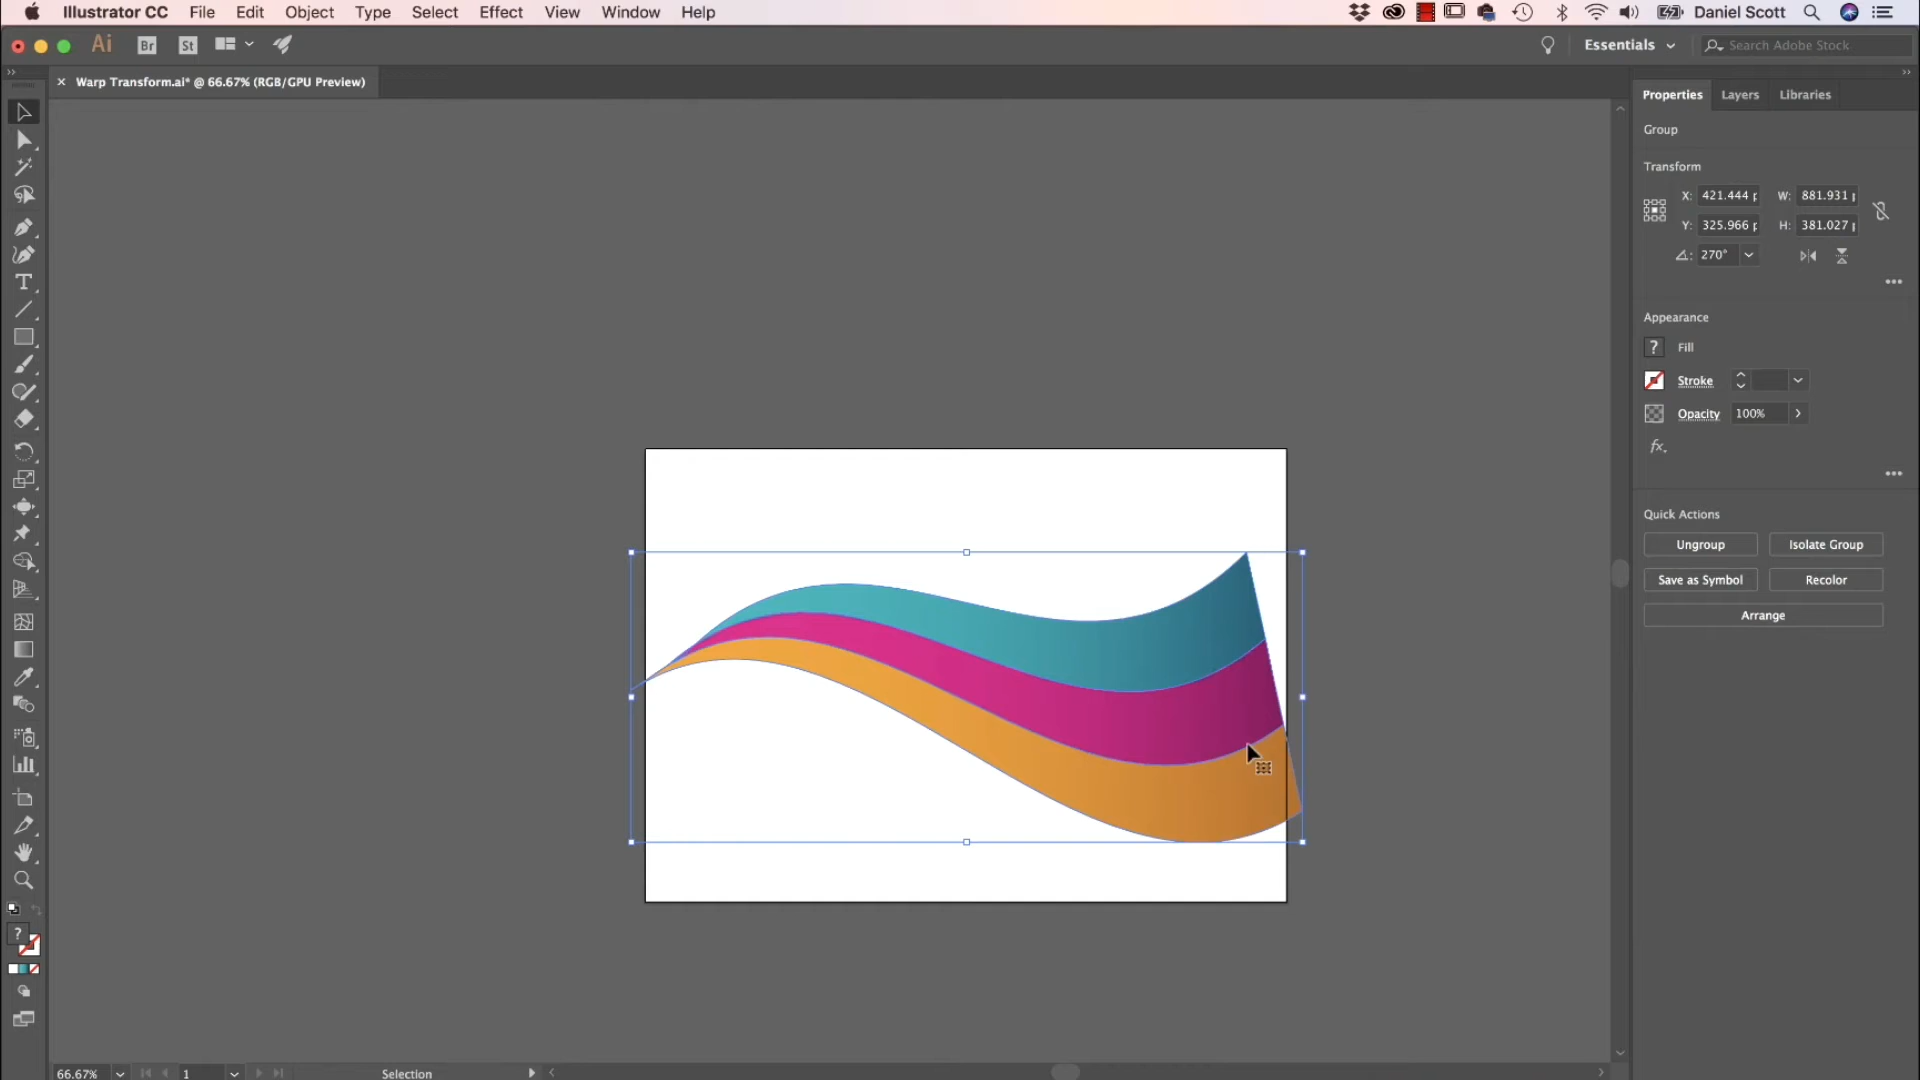 Illustrator CC File Edit Object Type Select Effect View Window Help Daniel Scott
Ai Br St Essentials Search Adobe Stock
× Warp Transform.ai* @ 66.67% (RGB/GPU Preview)
Properties Layers Libraries
Group
Transform
X: 421.444 p W: 881.931 p
Y: 325.966 p H: 381.027 p
270°
Appearance
? Fill
Stroke
Opacity 100%
fx.
Quick Actions
Ungroup Isolate Group
Save as Symbol Recolor
Arrange
T
?
66.67% 1 Selection